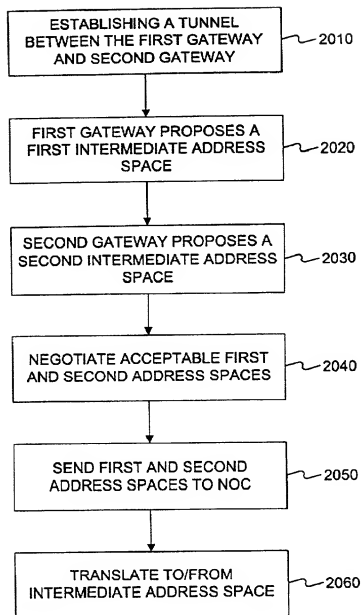 ESTABLISHING A TUNNEL
BETWEEN THE FIRST GATEWAY
AND SECOND GATEWAY
2010
FIRST GATEWAY PROPOSES A
FIRST INTERMEDIATE ADDRESS
SPACE
2020
SECOND GATEWAY PROPOSES A
SECOND INTERMEDIATE ADDRESS
SPACE
2030
NEGOTIATE ACCEPTABLE FIRST
AND SECOND ADDRESS SPACES
2040
SEND FIRST AND SECOND
ADDRESS SPACES TO NOC
2050
TRANSLATE TO/FROM
INTERMEDIATE ADDRESS SPACE
2060